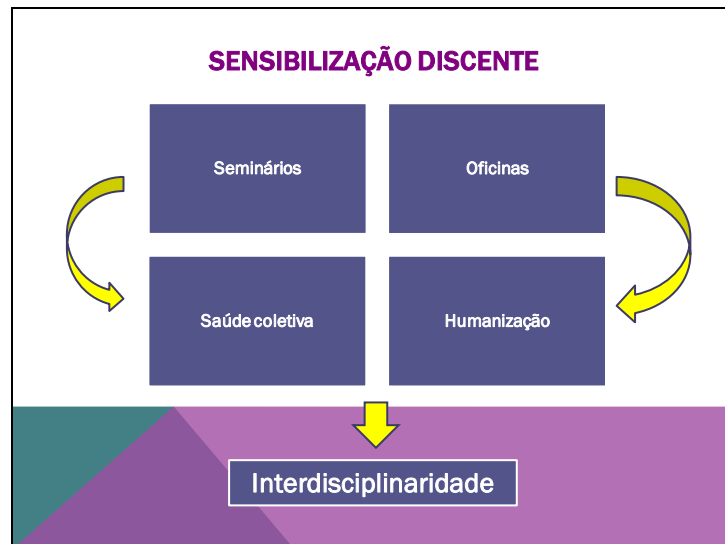 SENSIBILIZAÇÃO DISCENTE
Seminários
Oficinas
Saúde coletiva
Humanização
Interdisciplinaridade